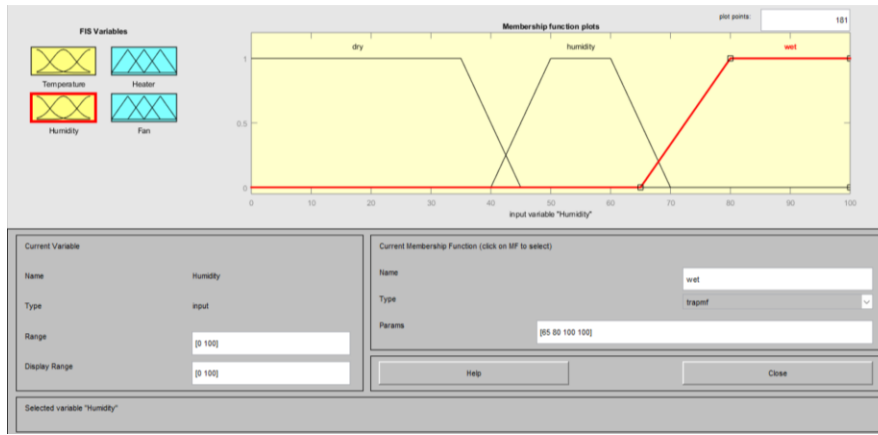 FIS Variables
Temperature
Heater
Humidity
Fan
Membership function plots
plot points:
181
dry
humidity
wet
1
0.5
0
0 10 20 30 40 50 60 70 80 90 100
input variable "Humidity"
Current Variable
Name Humidity
Type input
Range [0 100]
Display Range [0 100]
Current Membership Function (click on MF to select)
Name wet
Type trapmf
Params [65 80 100 100]
Help Close
Selected variable "Humidity"